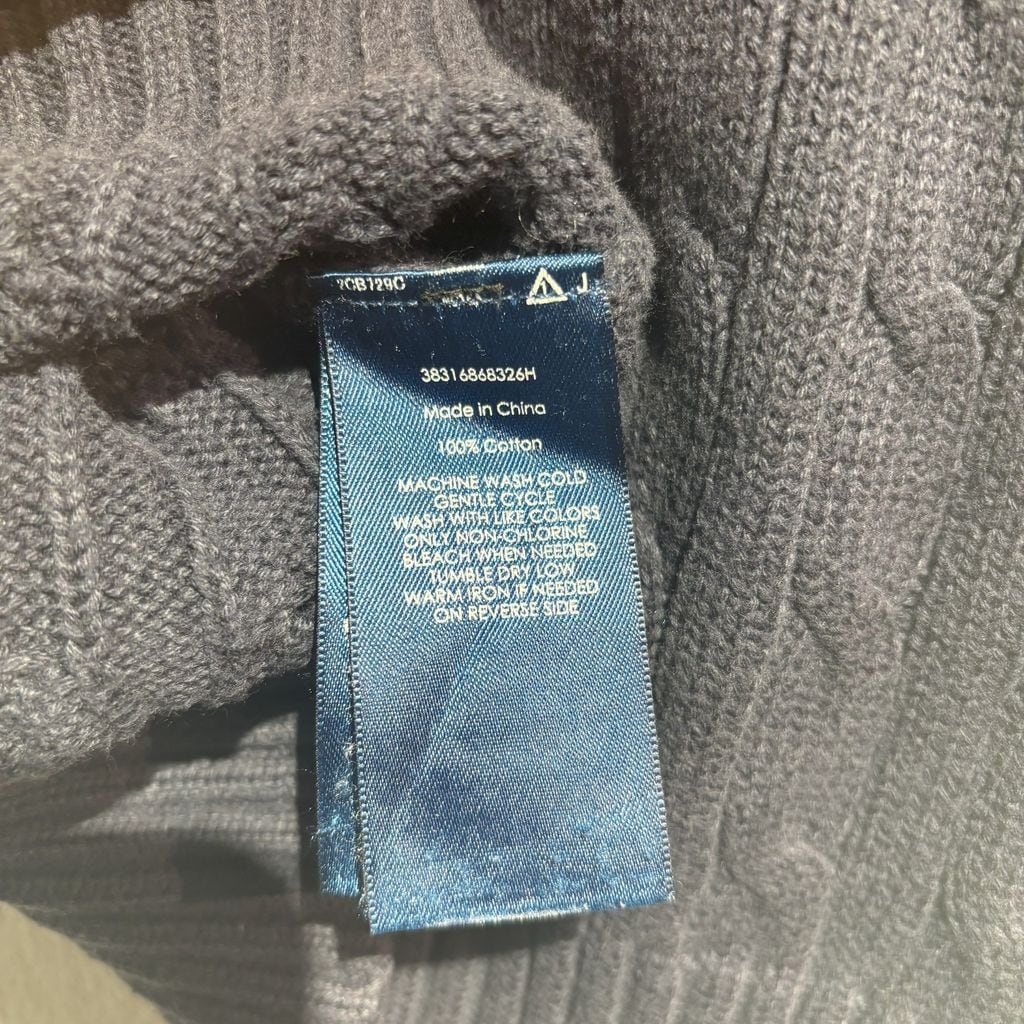 2CB129C J
38316868326H
Made in China
100% Cotton
MACHINE WASH COLD
GENTLE CYCLE
WASH WITH LIKE COLORS
ONLY NON-CHLORINE
BLEACH WHEN NEEDED
TUMBLE DRY LOW
WARM IRON IF NEEDED
ON REVERSE SIDE